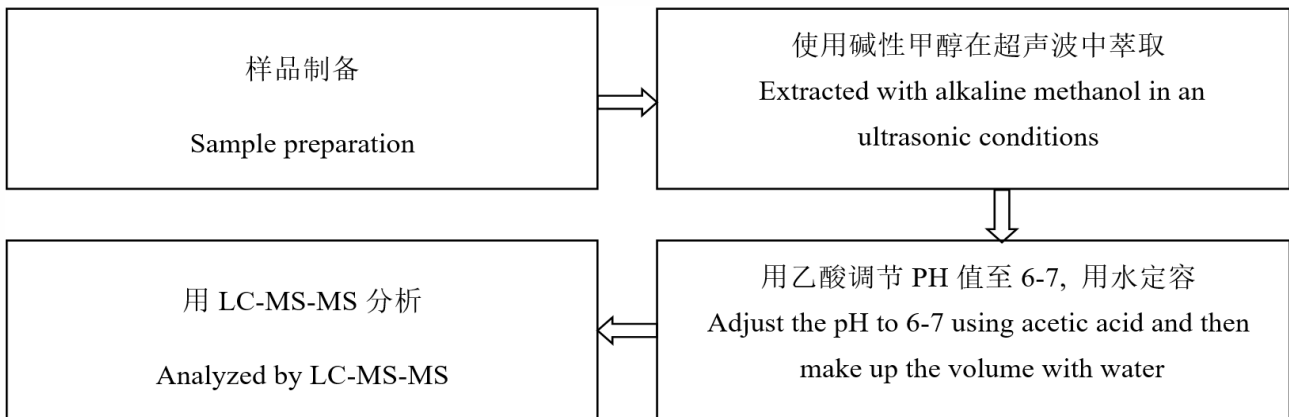 样品制备
Sample preparation
使用碱性甲醇在超声波中萃取
Extracted with alkaline methanol in an
ultrasonic conditions
用乙酸调节 PH 值至 6-7, 用水定容
Adjust the pH to 6-7 using acetic acid and then
make up the volume with water
用 LC-MS-MS 分析
Analyzed by LC-MS-MS